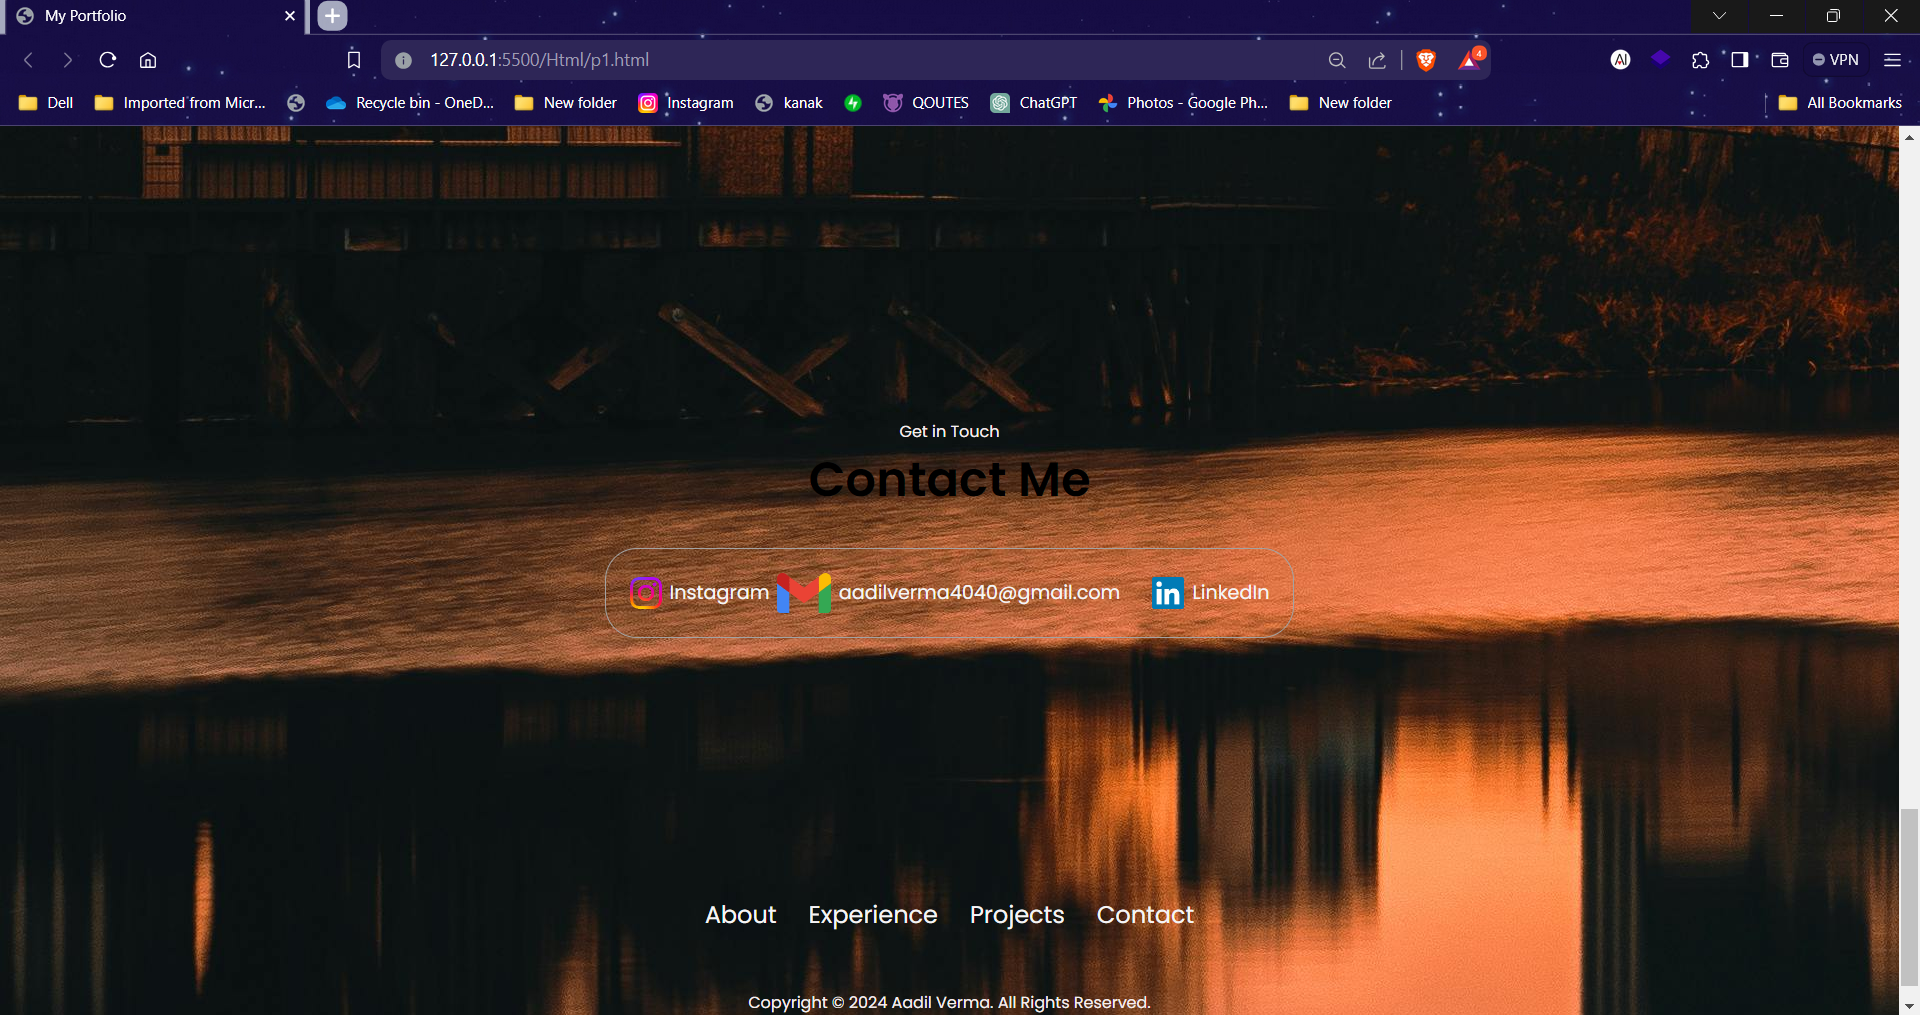 My Portfolio
127.0.0.1:5500/Html/p1.html
4
VPN
Dell
Imported from Micr...
Recycle bin - OneD...
New folder
Instagram
kanak
QOUTES
ChatGPT
Photos - Google Ph...
New folder
All Bookmarks
Get in Touch
Contact Me
Instagram
aadilverma4040@gmail.com
LinkedIn
About Experience Projects Contact
Copyright © 2024 Aadil Verma. All Rights Reserved.